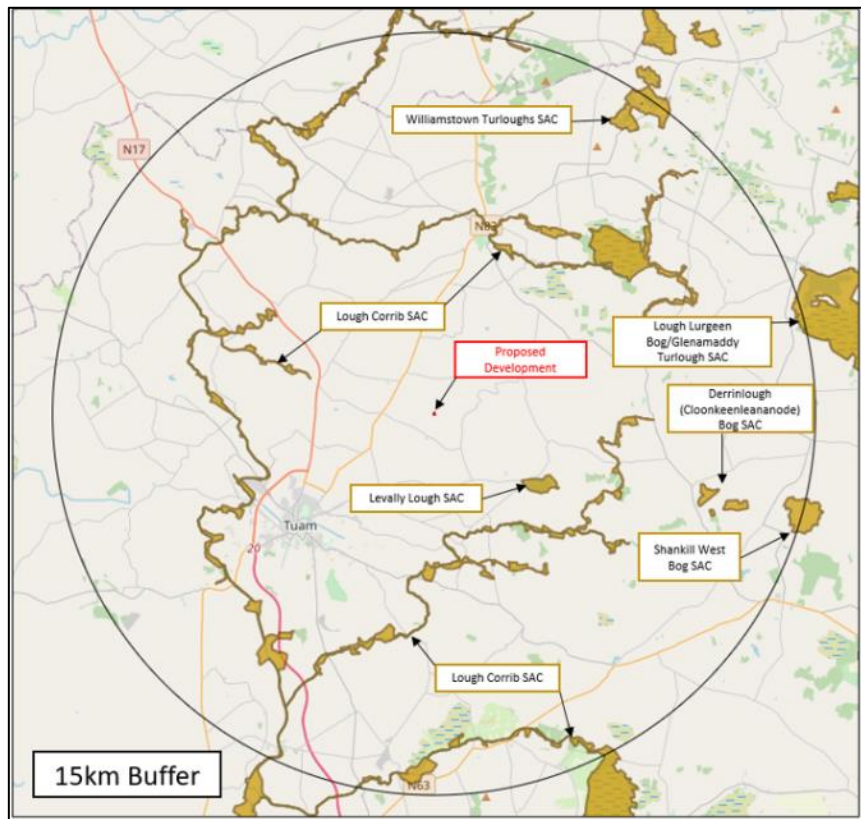 Williamstown Turloughs SAC
N17
N83
Lough Corrib SAC
Lough Lurgeen
Bog/Glenamaddy
Turlough SAC
Proposed
Development
Derrinlough
(Cloonkeenleananode)
Bog SAC
Levally Lough SAC
Tuam
20
Shankill West
Bog SAC
Lough Corrib SAC
15km Buffer
N63